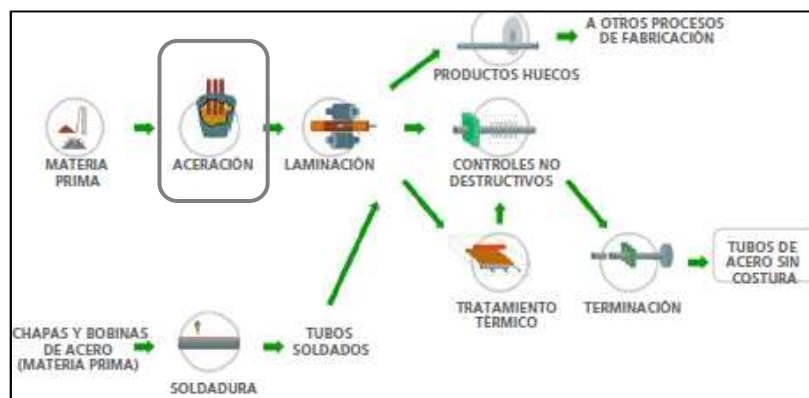 A OTROS PROCESOS
DE FABRICACIÓN
PRODUCTOS HUECOS
MATERIA
PRIMA
ACERACIÓN
LAMINACIÓN
CONTROLES NO
DESTRUCTIVOS
TUBOS DE
ACERO SIN
COSTURA
TRATAMIENTO
TÈRMICO
TERMINACIÓN
CHAPAS Y BOBINAS
DE ACERO
(MATERIA PRIMA)
SOLDADURA
TUBOS
SOLDADOS